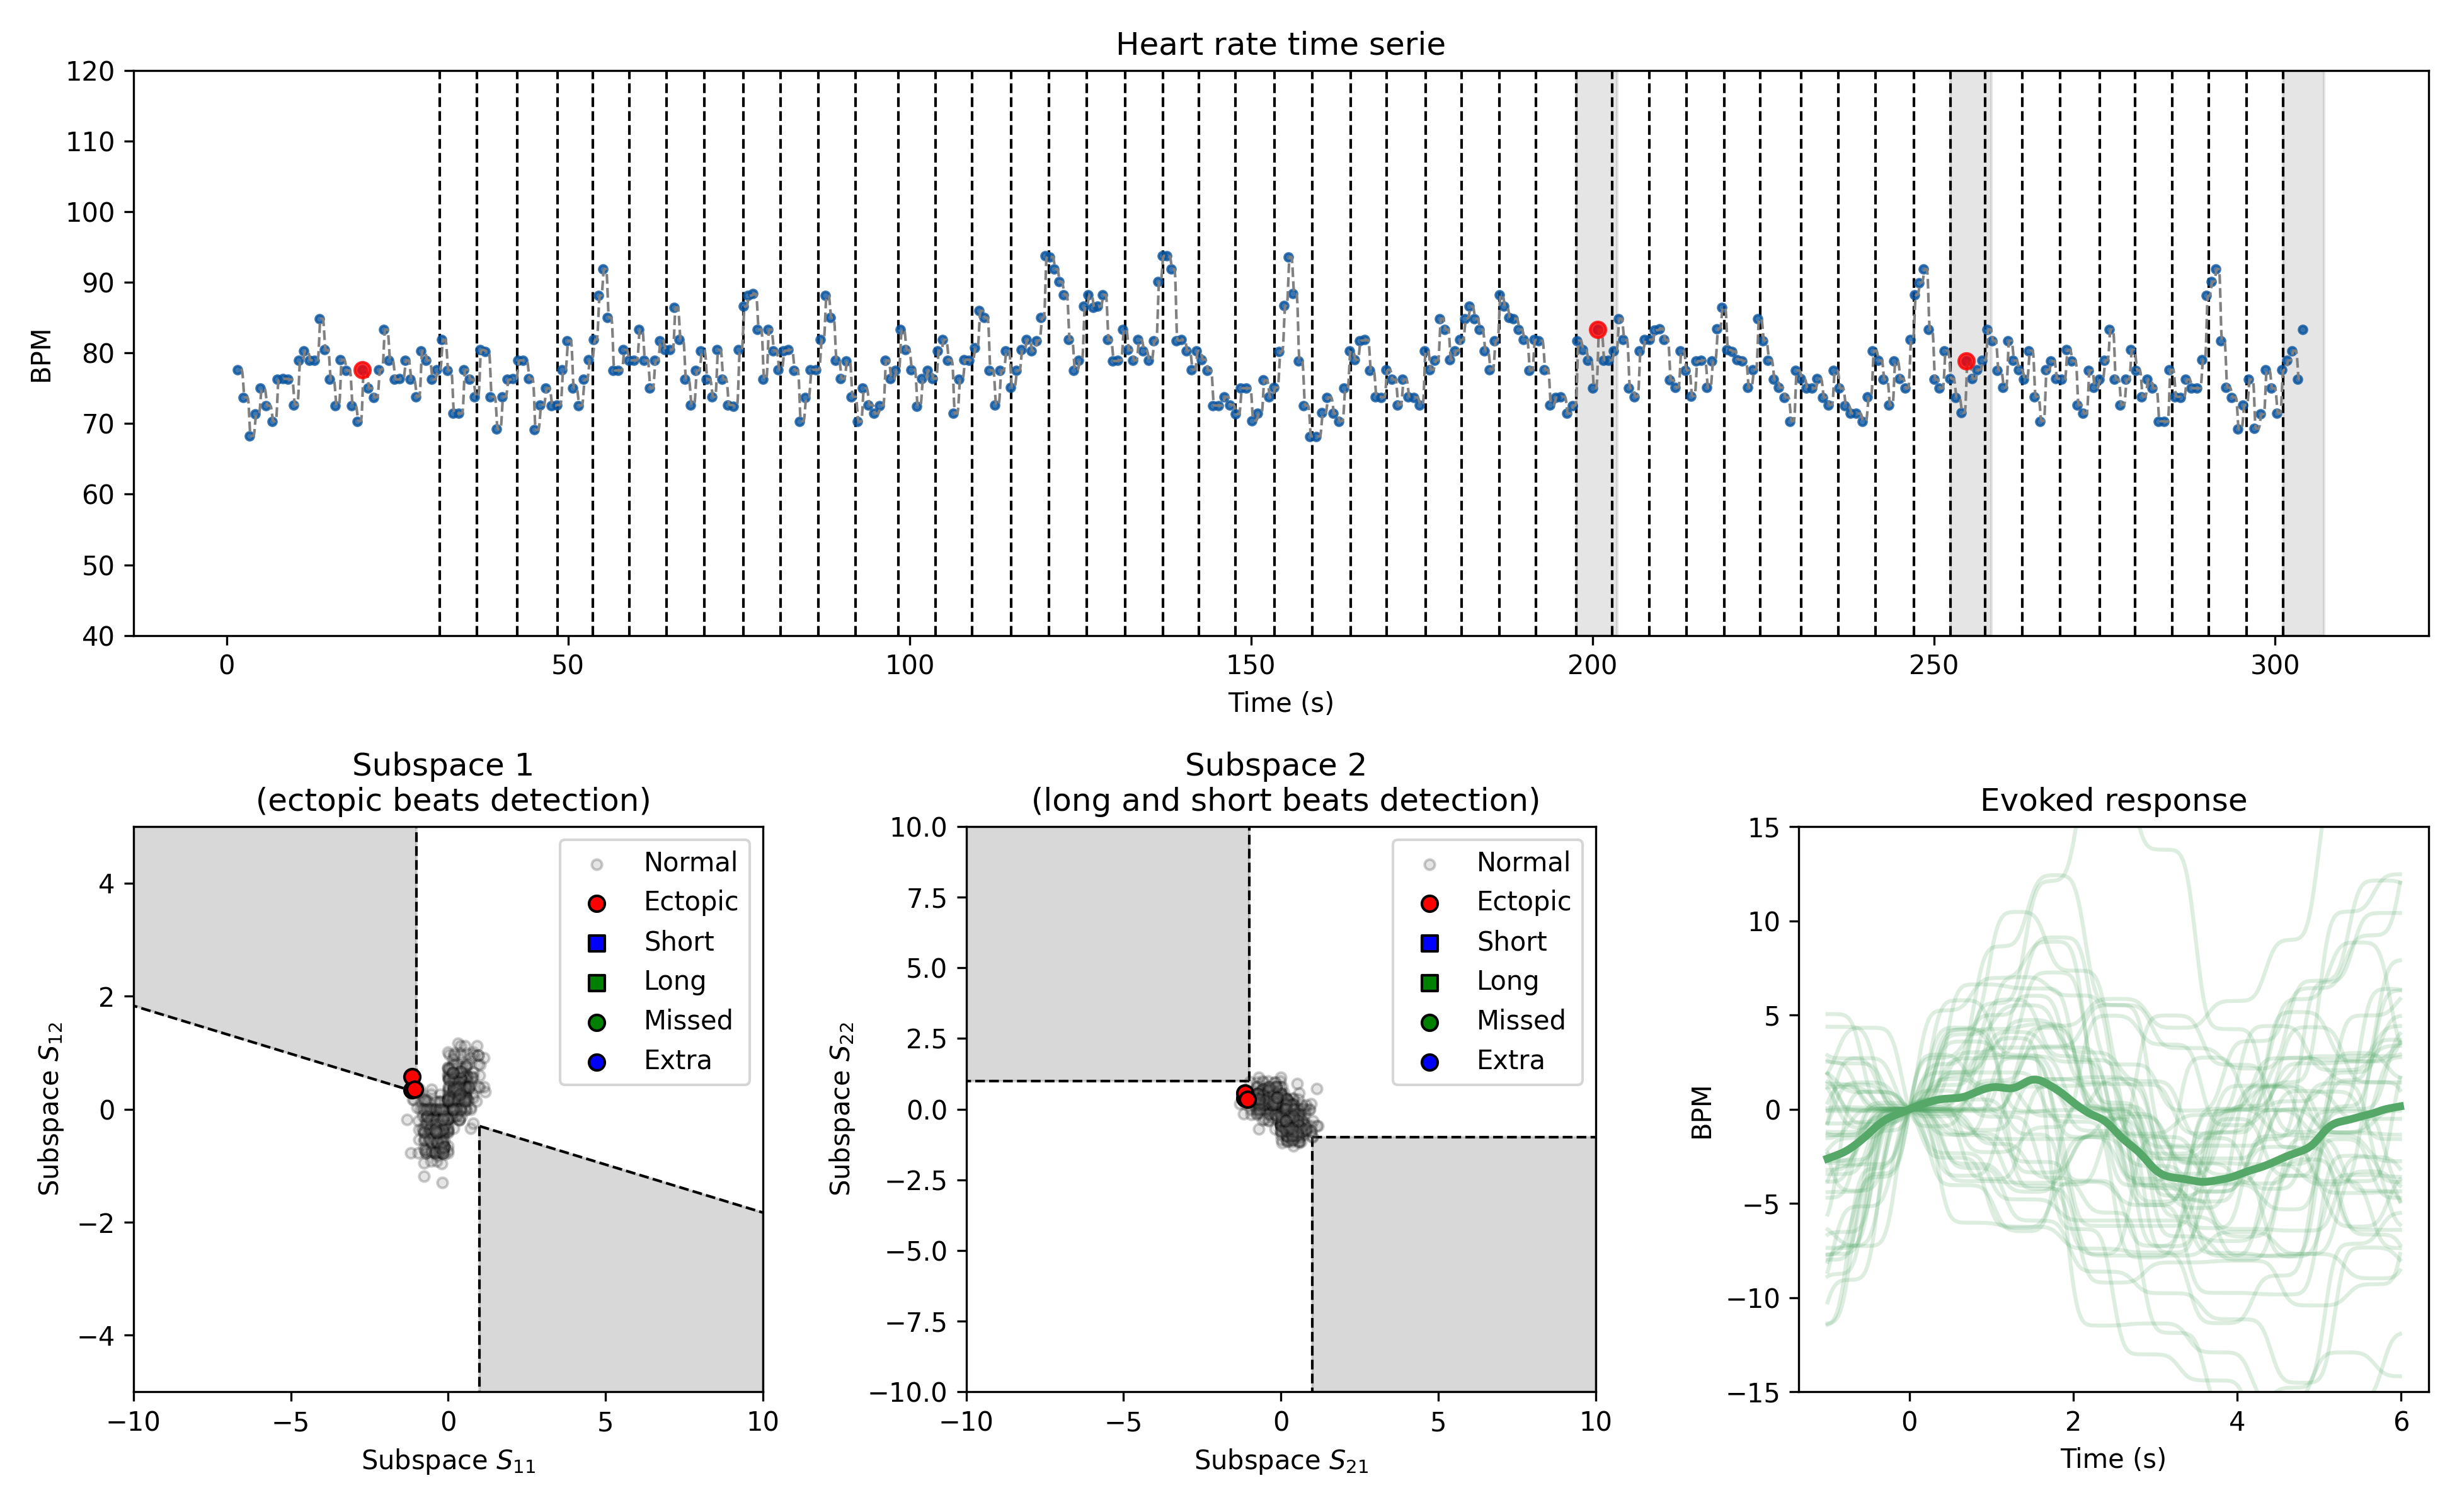 Heart rate time serie
120
110
100
90
80
70
60
50
40
BPM
0 50 100 150 200 250 300
Time (s)
Subspace 1
(ectopic beats detection)
4
2
0
−2
−4
Subspace S12
Normal
Ectopic
Short
Long
Missed
Extra
−10 −5 0 5 10
Subspace S11
Subspace 2
(long and short beats detection)
10.0
7.5
5.0
2.5
0.0
−2.5
−5.0
−7.5
−10.0
Subspace S22
Normal
Ectopic
Short
Long
Missed
Extra
−10 −5 0 5 10
Subspace S21
Evoked response
15
10
5
0
−5
−10
−15
BPM
0 2 4 6
Time (s)